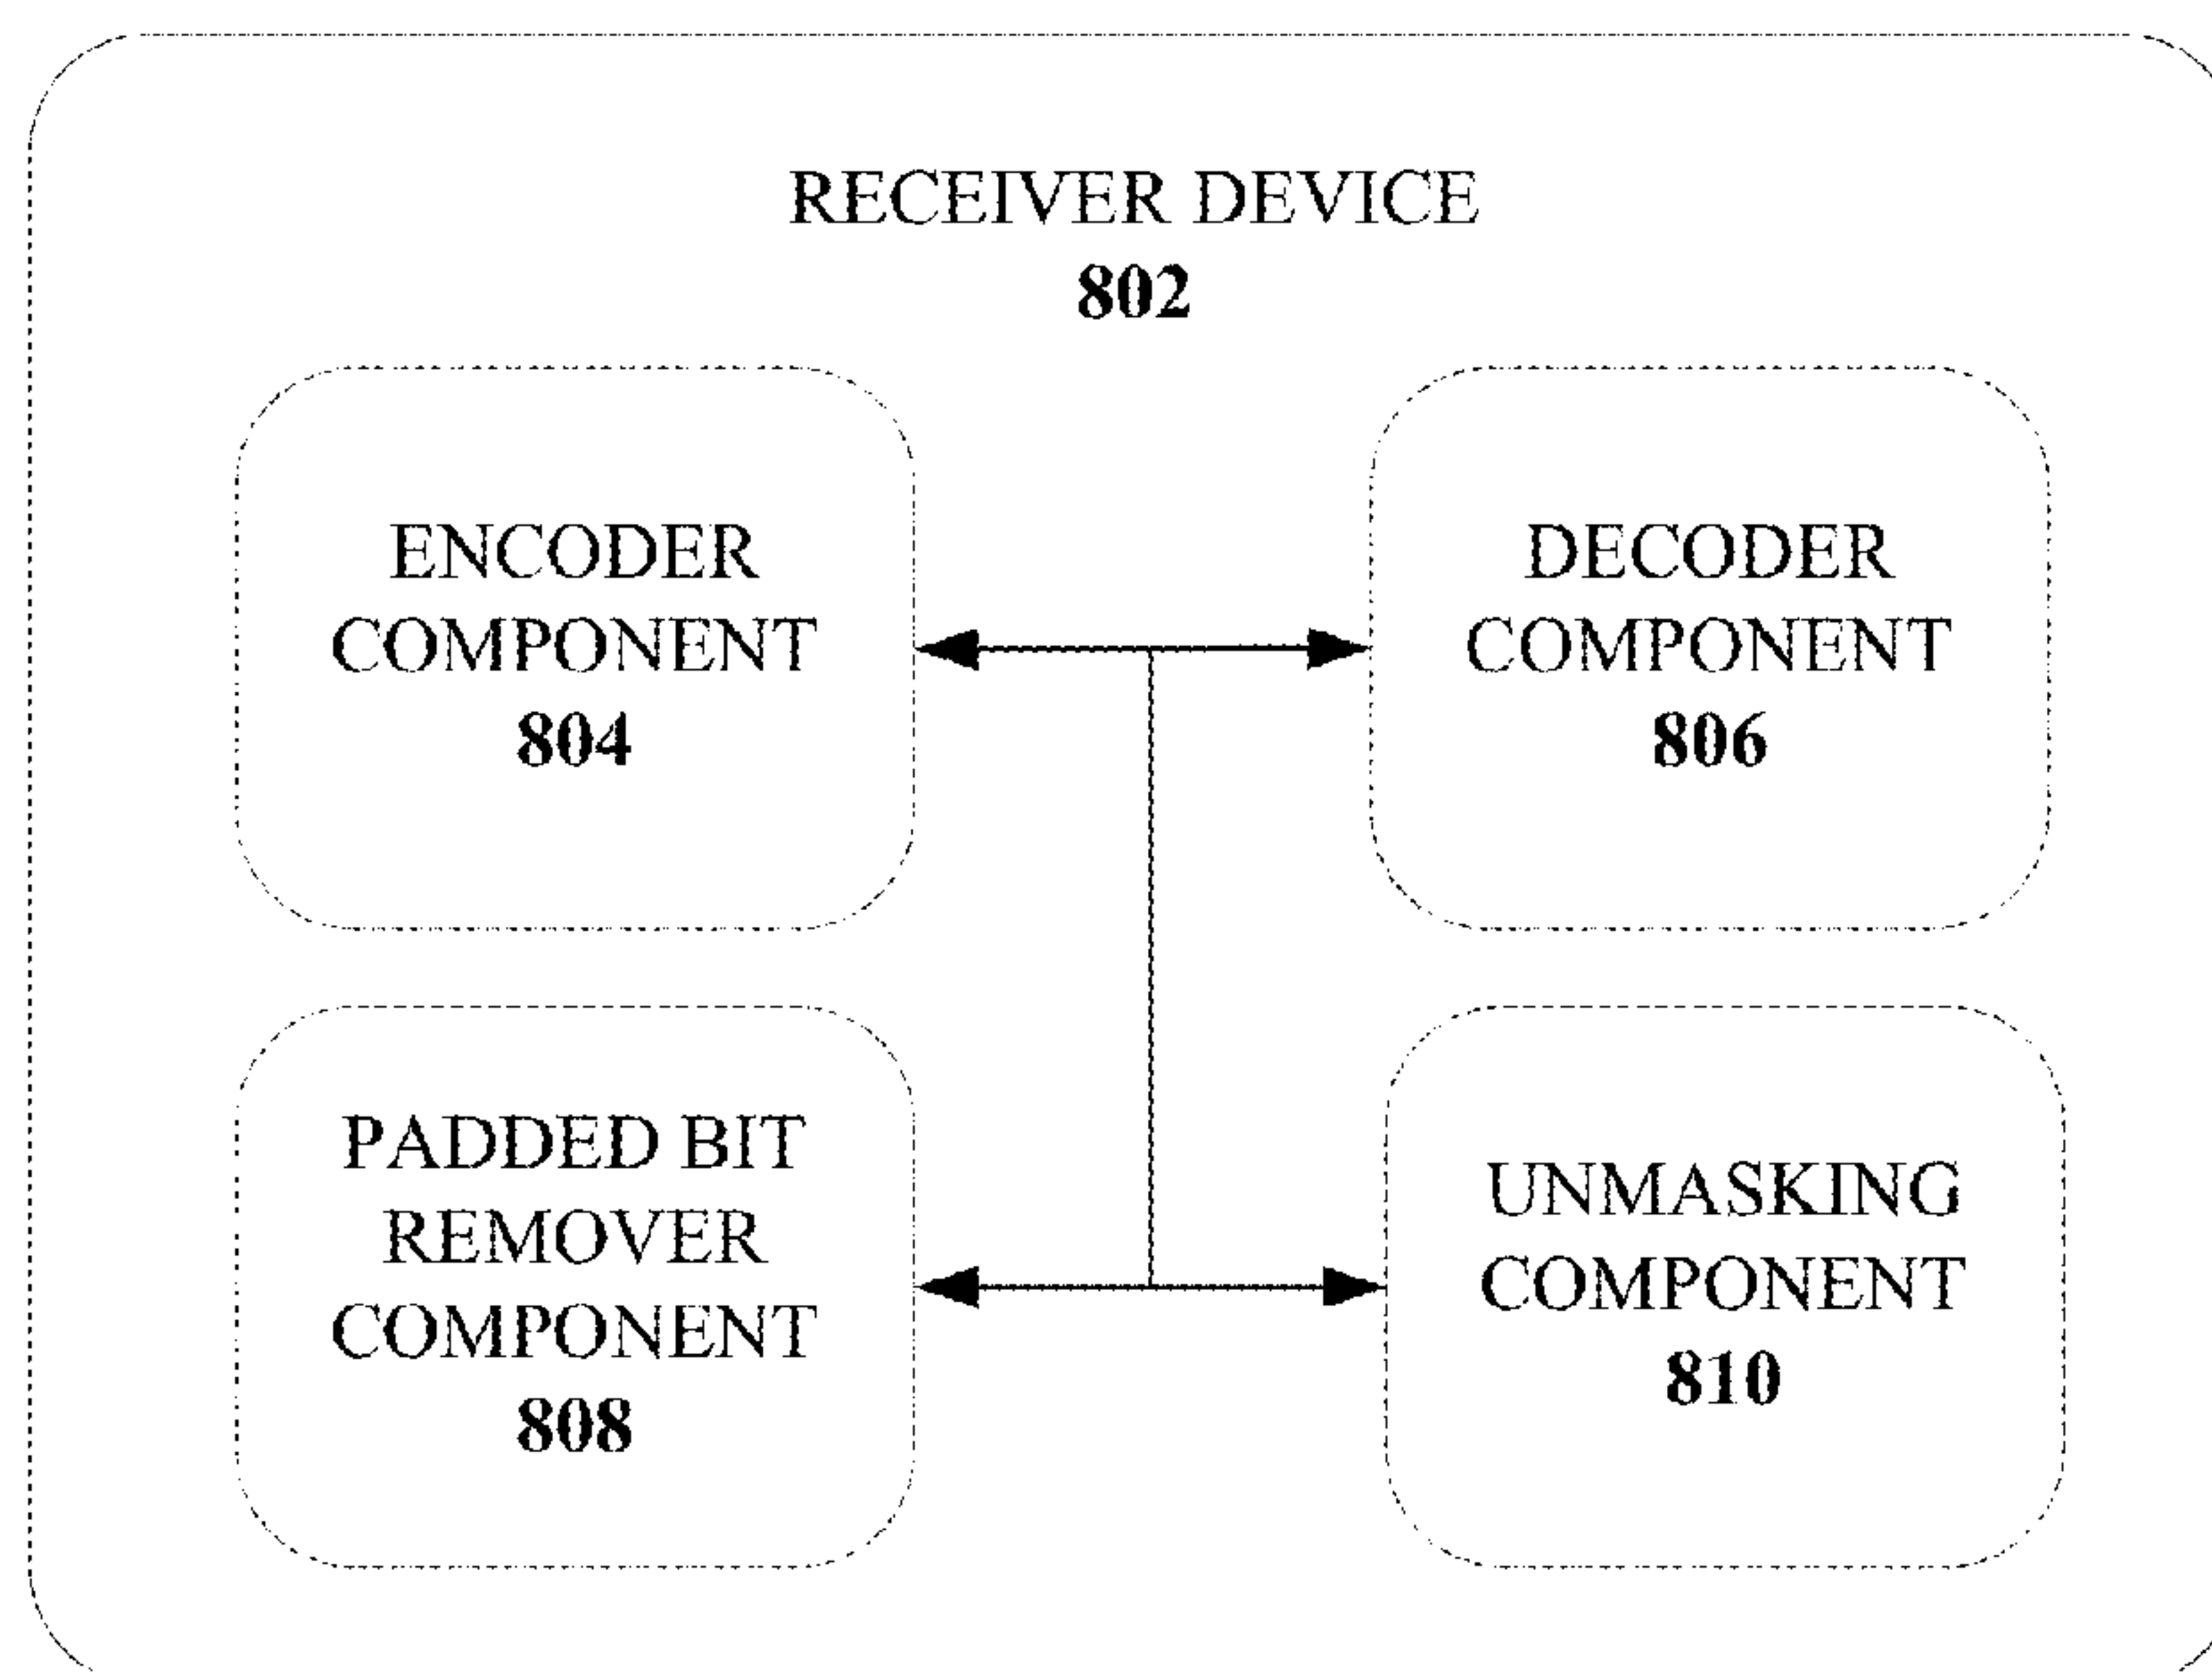 RECEIVER DEVICE
802
ENCODER
COMPONENT
804
DECODER
COMPONENT
806
PADDED BIT
REMOVER
COMPONENT
808
UNMASKING
COMPONENT
810